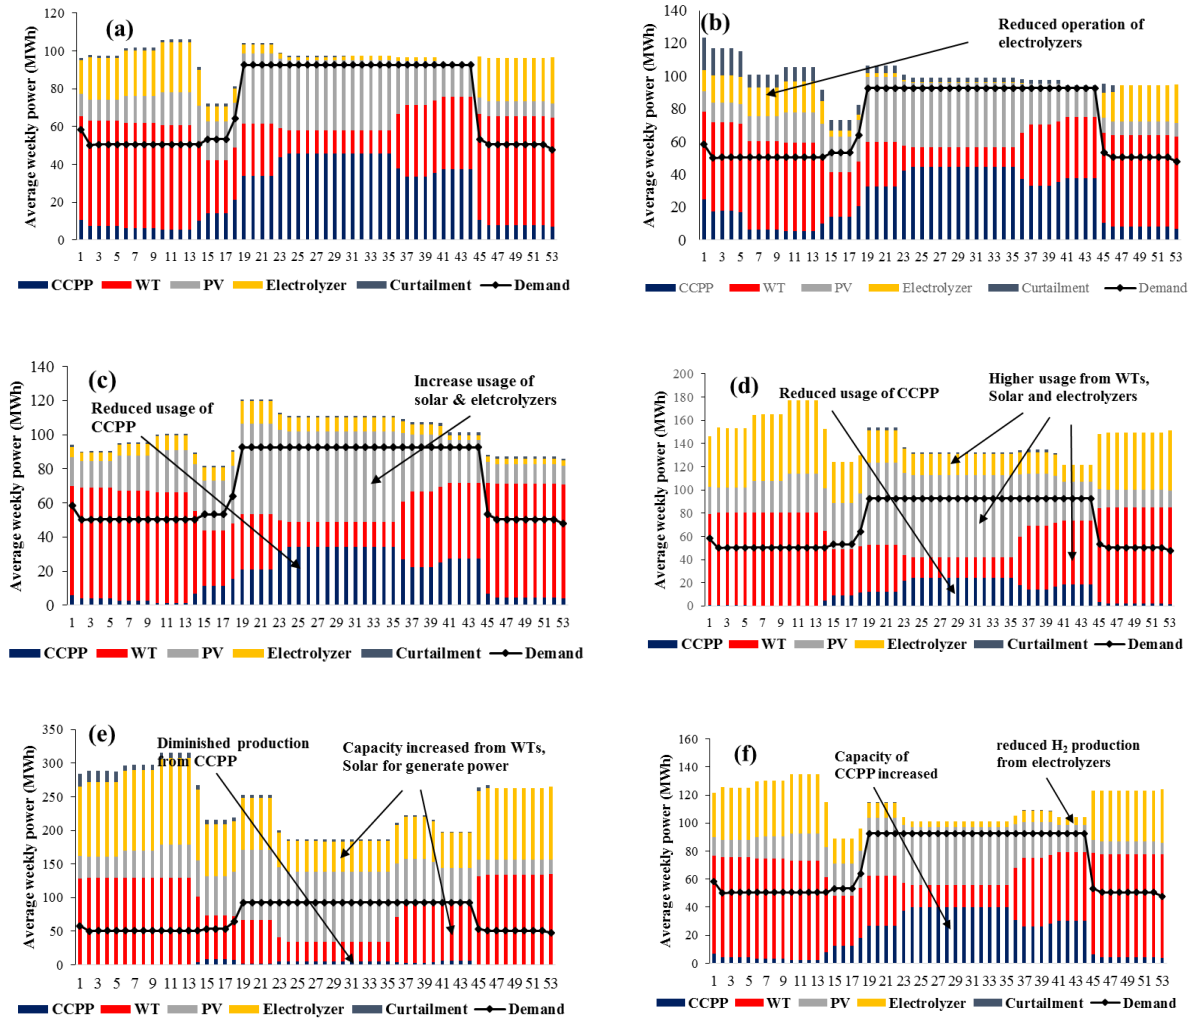 (a)
Average weekly power (MWh)
120
100
80
60
40
20
0
1 3 5 7 9 11 13 15 17 19 21 23 25 27 29 31 33 35 37 39 41 43 45 47 49 51 53
CCPP WT PV Electrolyzer Curtailment Demand
(b)
Reduced operation of
electrolyzers
Average weekly power (MWh)
140
120
100
80
60
40
20
0
1 3 5 7 9 11 13 15 17 19 21 23 25 27 29 31 33 35 37 39 41 43 45 47 49 51 53
CCPP WT PV Electrolyzer Curtailment Demand
(c)
Reduced usage of
CCPP
Increase usage of
solar & eletcrolyzers
Average weekly power (MWh)
140
120
100
80
60
40
20
0
1 3 5 7 9 11 13 15 17 19 21 23 25 27 29 31 33 35 37 39 41 43 45 47 49 51 53
CCPP WT PV Electrolyzer Curtailment Demand
(d)
Reduced usage of CCPP
Higher usage from WTs,
Solar and electrolyzers
Average weekly power (MWh)
200
180
160
140
120
100
80
60
40
20
0
1 3 5 7 9 11 13 15 17 19 21 23 25 27 29 31 33 35 37 39 41 43 45 47 49 51 53
CCPP WT PV Electrolyzer Curtailment Demand
(e)
Diminished production
from CCPP
Capacity increased from WTs,
Solar for generate power
Average weekly power (MWh)
350
300
250
200
150
100
50
0
1 3 5 7 9 11 13 15 17 19 21 23 25 27 29 31 33 35 37 39 41 43 45 47 49 51 53
CCPP WT PV Electrolyzer Curtailment Demand
(f)
Capacity of
CCPP increased
reduced H2 production
from electrolyzers
Average weekly power (MWh)
160
140
120
100
80
60
40
20
0
1 3 5 7 9 11 13 15 17 19 21 23 25 27 29 31 33 35 37 39 41 43 45 47 49 51 53
CCPP WT PV Electrolyzer Curtailment Demand